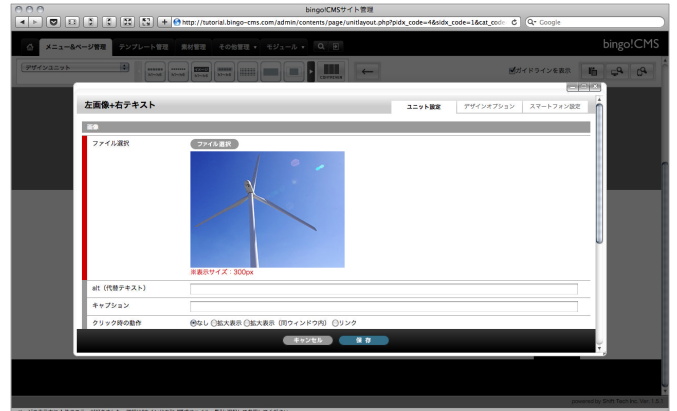 bingo!CMSサイト管理
http://tutorial.bingo-cms.com/admin/contents/page/unitlayout.php?pidx_code=4&sidx_code=1&cat_code
Google
メニュー&ページ管理 テンプレート管理 素材管理 その他管理 モジュール
bingo!CMS
デザインユニット
ガイドラインを表示
左画像+右テキスト
ユニット設定 デザインオプション スマートフォン設定
画像
ファイル選択 ファイル選択
※表示サイズ：300px
alt（代替テキスト）
キャプション
クリック時の動作 なし 拡大表示 拡大表示（同ウィンドウ内） リンク
キャンセル 保存